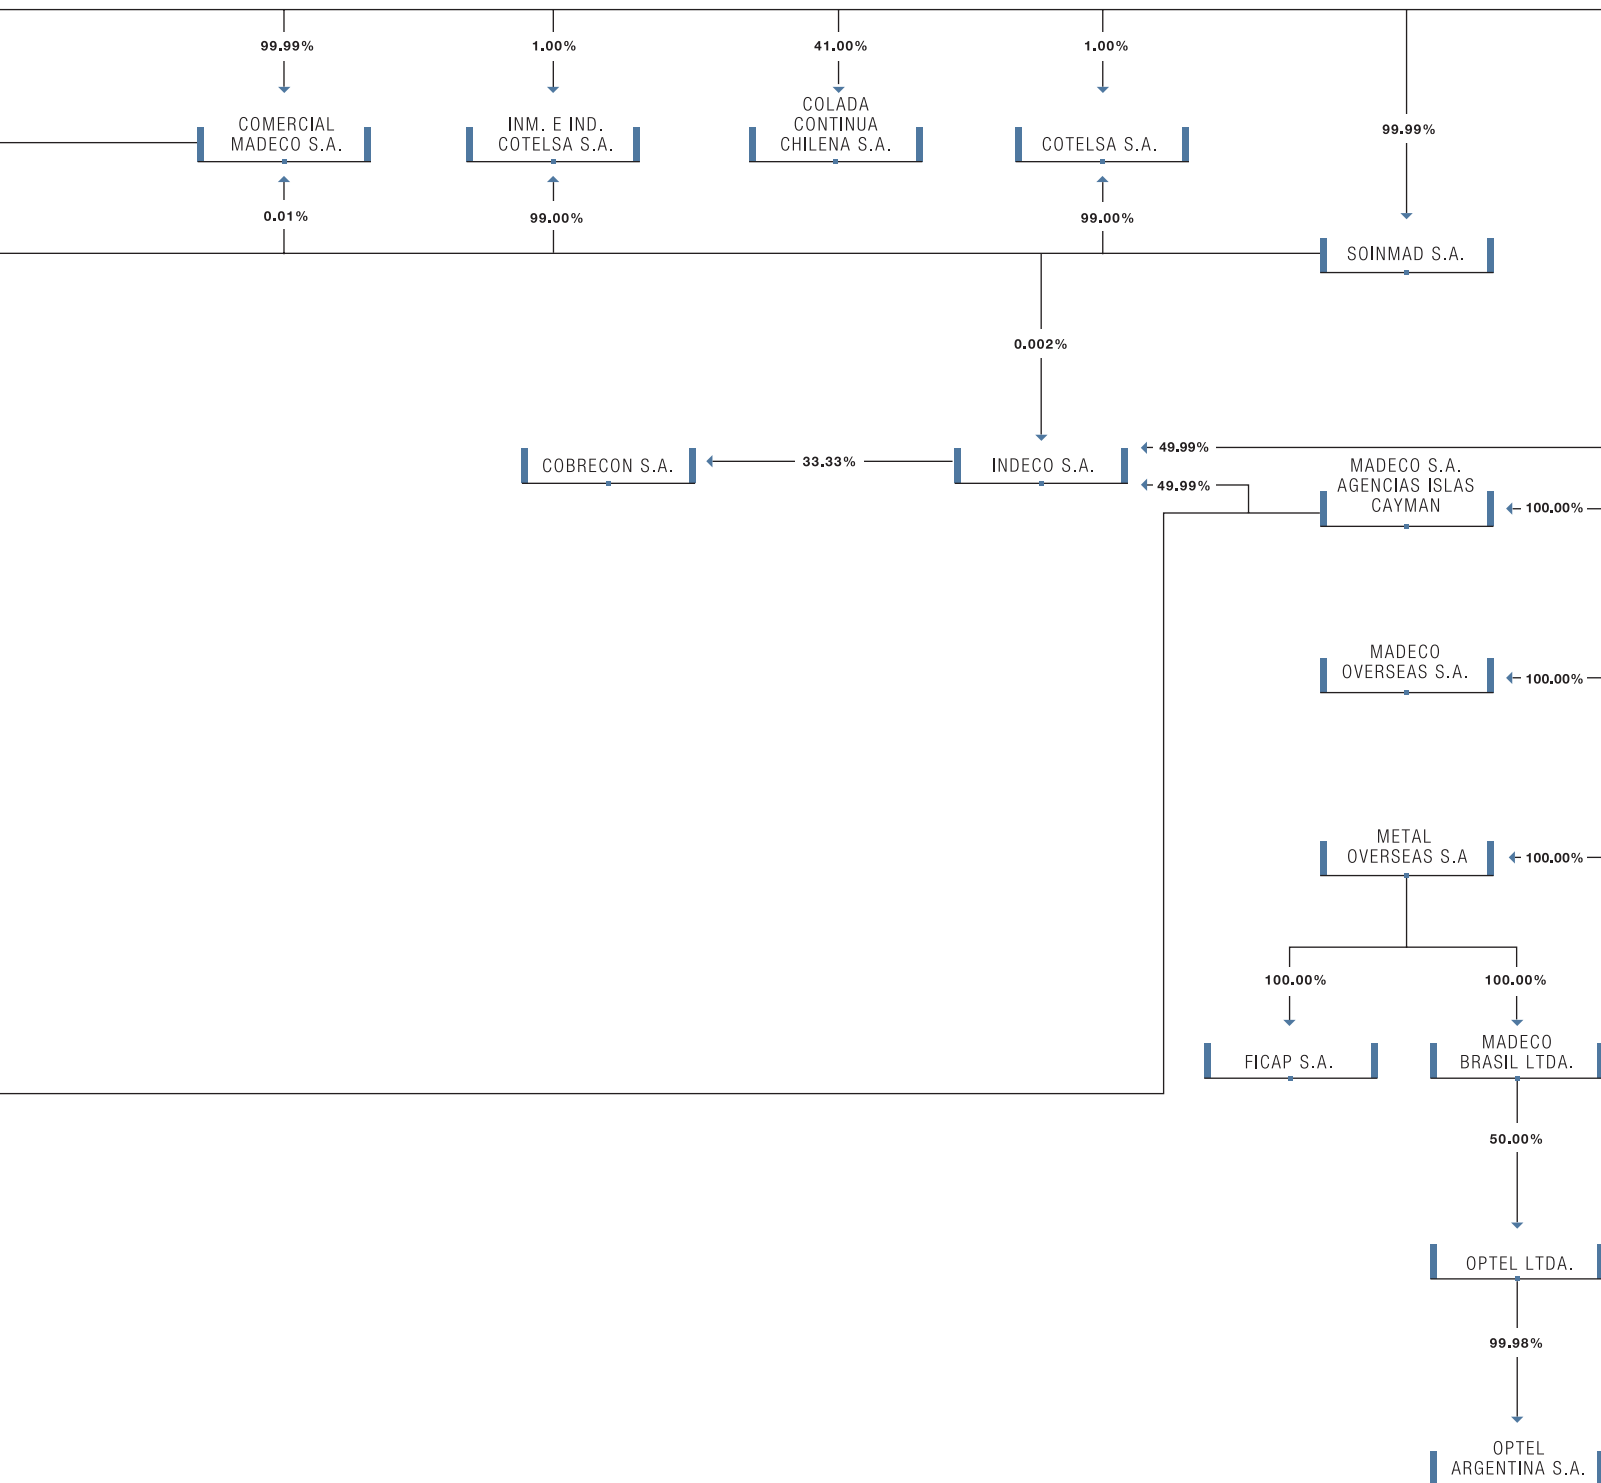 99.99%
1.00%
41.00%
1.00%
COMERCIAL
MADECO S.A.
INM. E IND.
COTELSA S.A.
COLADA
CONTINUA
CHILENA S.A.
COTELSA S.A.
99.99%
0.01%
99.00%
99.00%
SOINMAD S.A.
0.002%
COBRECON S.A.
33.33%
INDECO S.A.
49.99%
49.99%
MADECO S.A.
AGENCIAS ISLAS
CAYMAN
100.00%
MADECO
OVERSEAS S.A.
100.00%
METAL
OVERSEAS S.A
100.00%
100.00%
100.00%
FICAP S.A.
MADECO
BRASIL LTDA.
50.00%
OPTEL LTDA.
99.98%
OPTEL
ARGENTINA S.A.